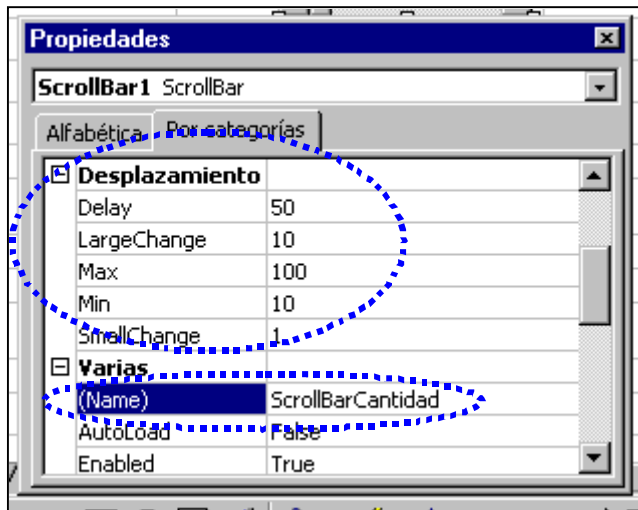 Propiedades
ScrollBar1 ScrollBar
Alfabética Por categorías
Desplazamiento
Delay 50
LargeChange 10
Max 100
Min 10
SmallChange 1
Varias
(Name) ScrollBarCantidad
AutoLoad False
Enabled True